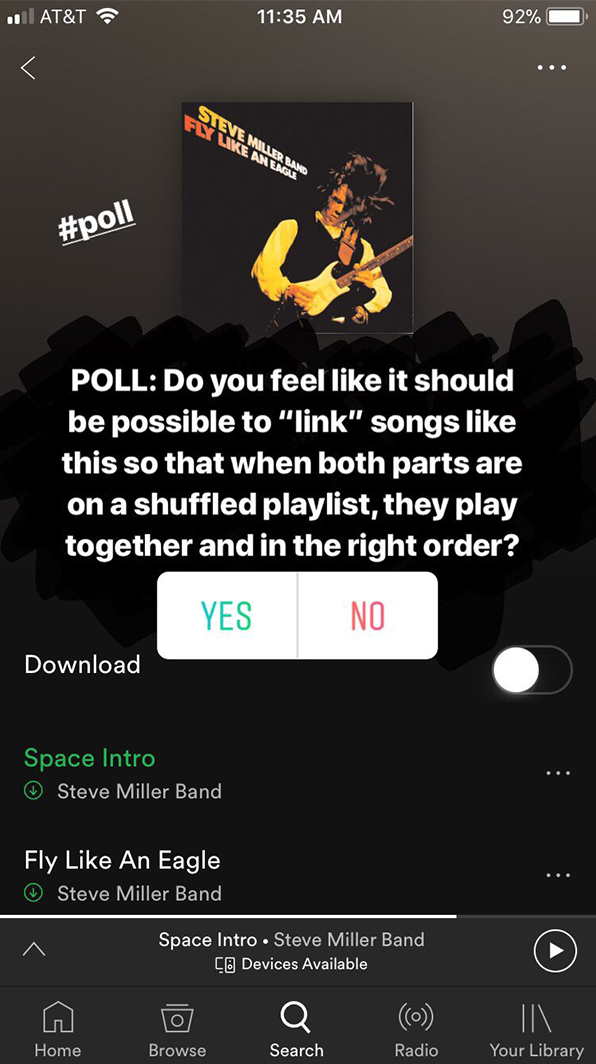 AT&T 11:35 AM 92%
STEVE MILLER BAND
FLY LIKE AN EAGLE
#poll
POLL: Do you feel like it should
be possible to “link” songs like
this so that when both parts are
on a shuffled playlist, they play
together and in the right order?
YES NO
Download
Space Intro
Steve Miller Band
Fly Like An Eagle
Steve Miller Band
Space Intro • Steve Miller Band
Devices Available
Home Browse Search Radio Your Library